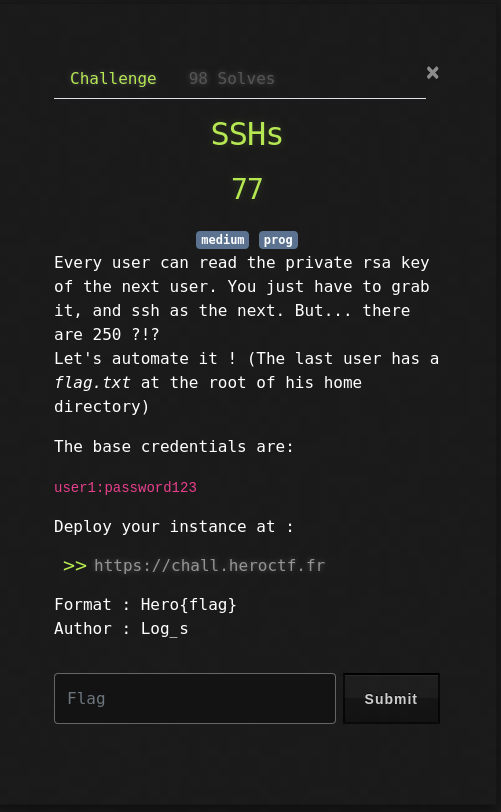 Challenge 98 Solves ×
SSHs
77
medium prog
Every user can read the private rsa key
of the next user. You just have to grab
it, and ssh as the next. But... there
are 250 ?!?
Let's automate it ! (The last user has a
flag.txt at the root of his home
directory)
The base credentials are:
user1:password123
Deploy your instance at :
>> https://chall.heroctf.fr
Format : Hero{flag}
Author : Log_s
Flag Submit